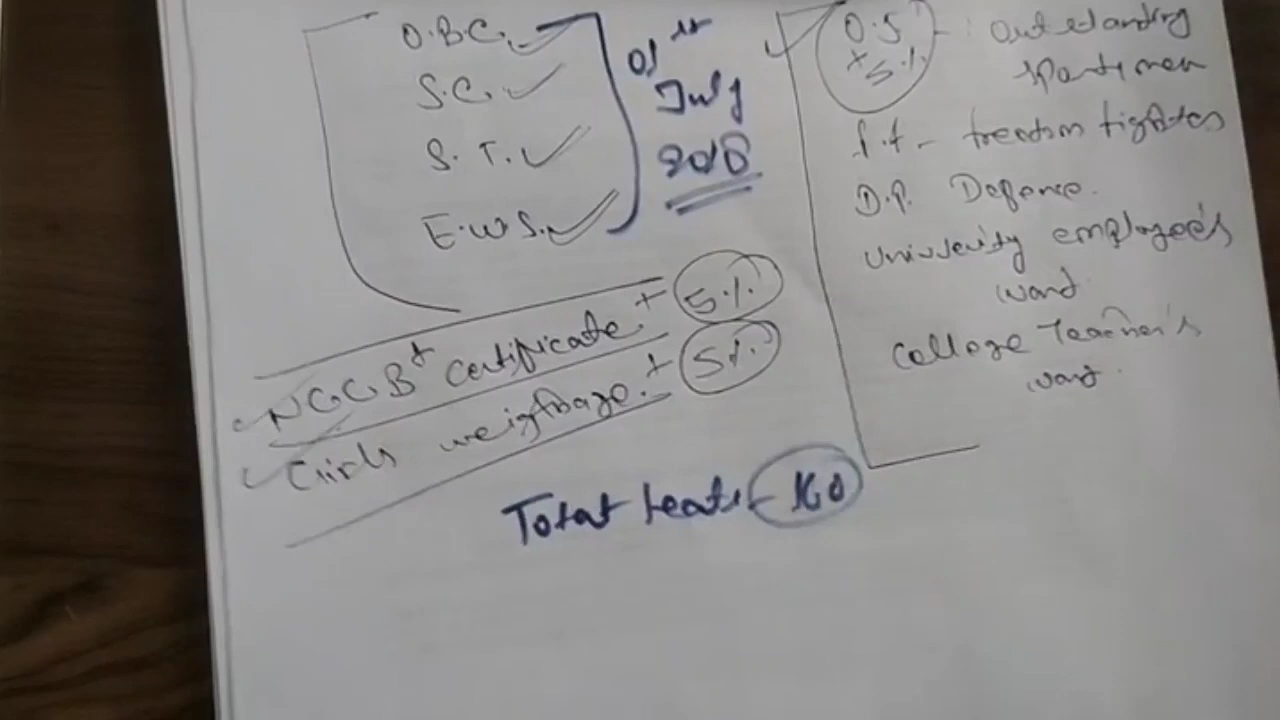 O.B.C.
S.C.
S.T.
E.W.S.
01st
July
2018
N.C.C. B+ certificate. + 5%
Girls weightage. + 5%
Total seats - 160
O.S - : Outstanding
+5%
sportsmen
f.f - freedom fighters
D.P. Defence.
University employee's
ward
College Teacher's
ward.